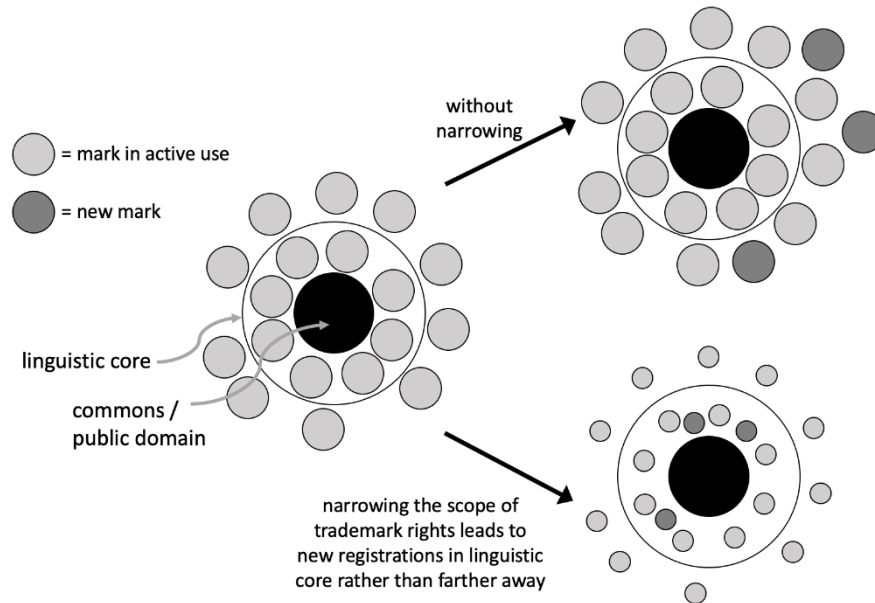 = mark in active use
= new mark
without
narrowing
linguistic core
commons /
public domain
narrowing the scope of
trademark rights leads to
new registrations in linguistic
core rather than farther away